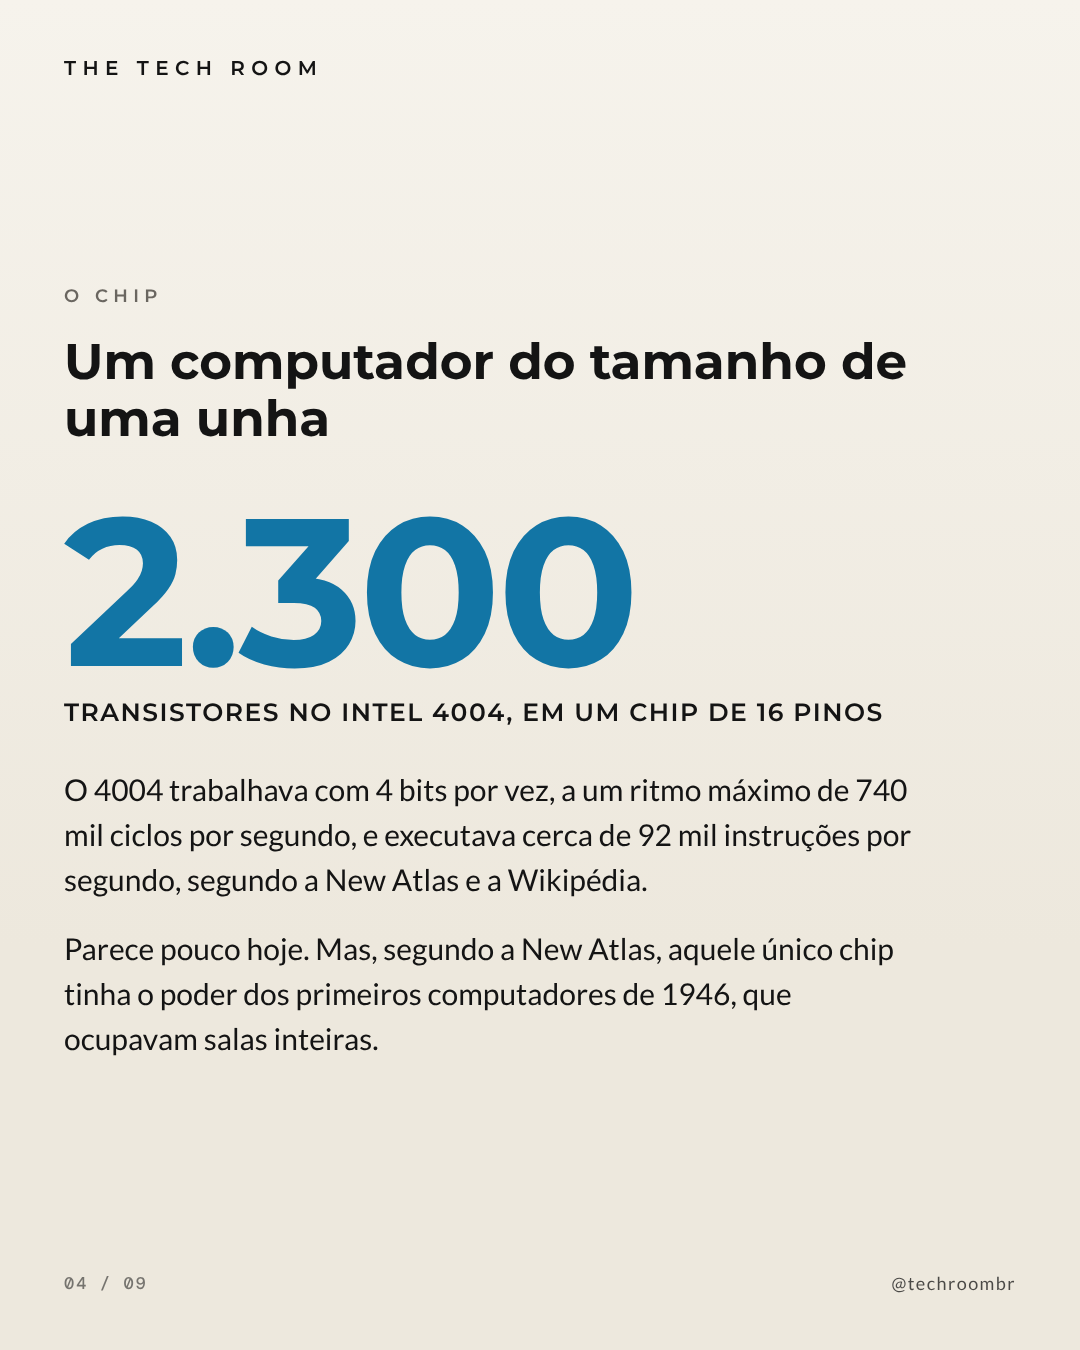 THE TECH ROOM
O CHIP
Um computador do tamanho de
uma unha
2.300
TRANSISTORES NO INTEL 4004, EM UM CHIP DE 16 PINOS
O 4004 trabalhava com 4 bits por vez, a um ritmo máximo de 740
mil ciclos por segundo, e executava cerca de 92 mil instruções por
segundo, segundo a New Atlas e a Wikipédia.
Parece pouco hoje. Mas, segundo a New Atlas, aquele único chip
tinha o poder dos primeiros computadores de 1946, que
ocupavam salas inteiras.
04 / 09
@techroombr